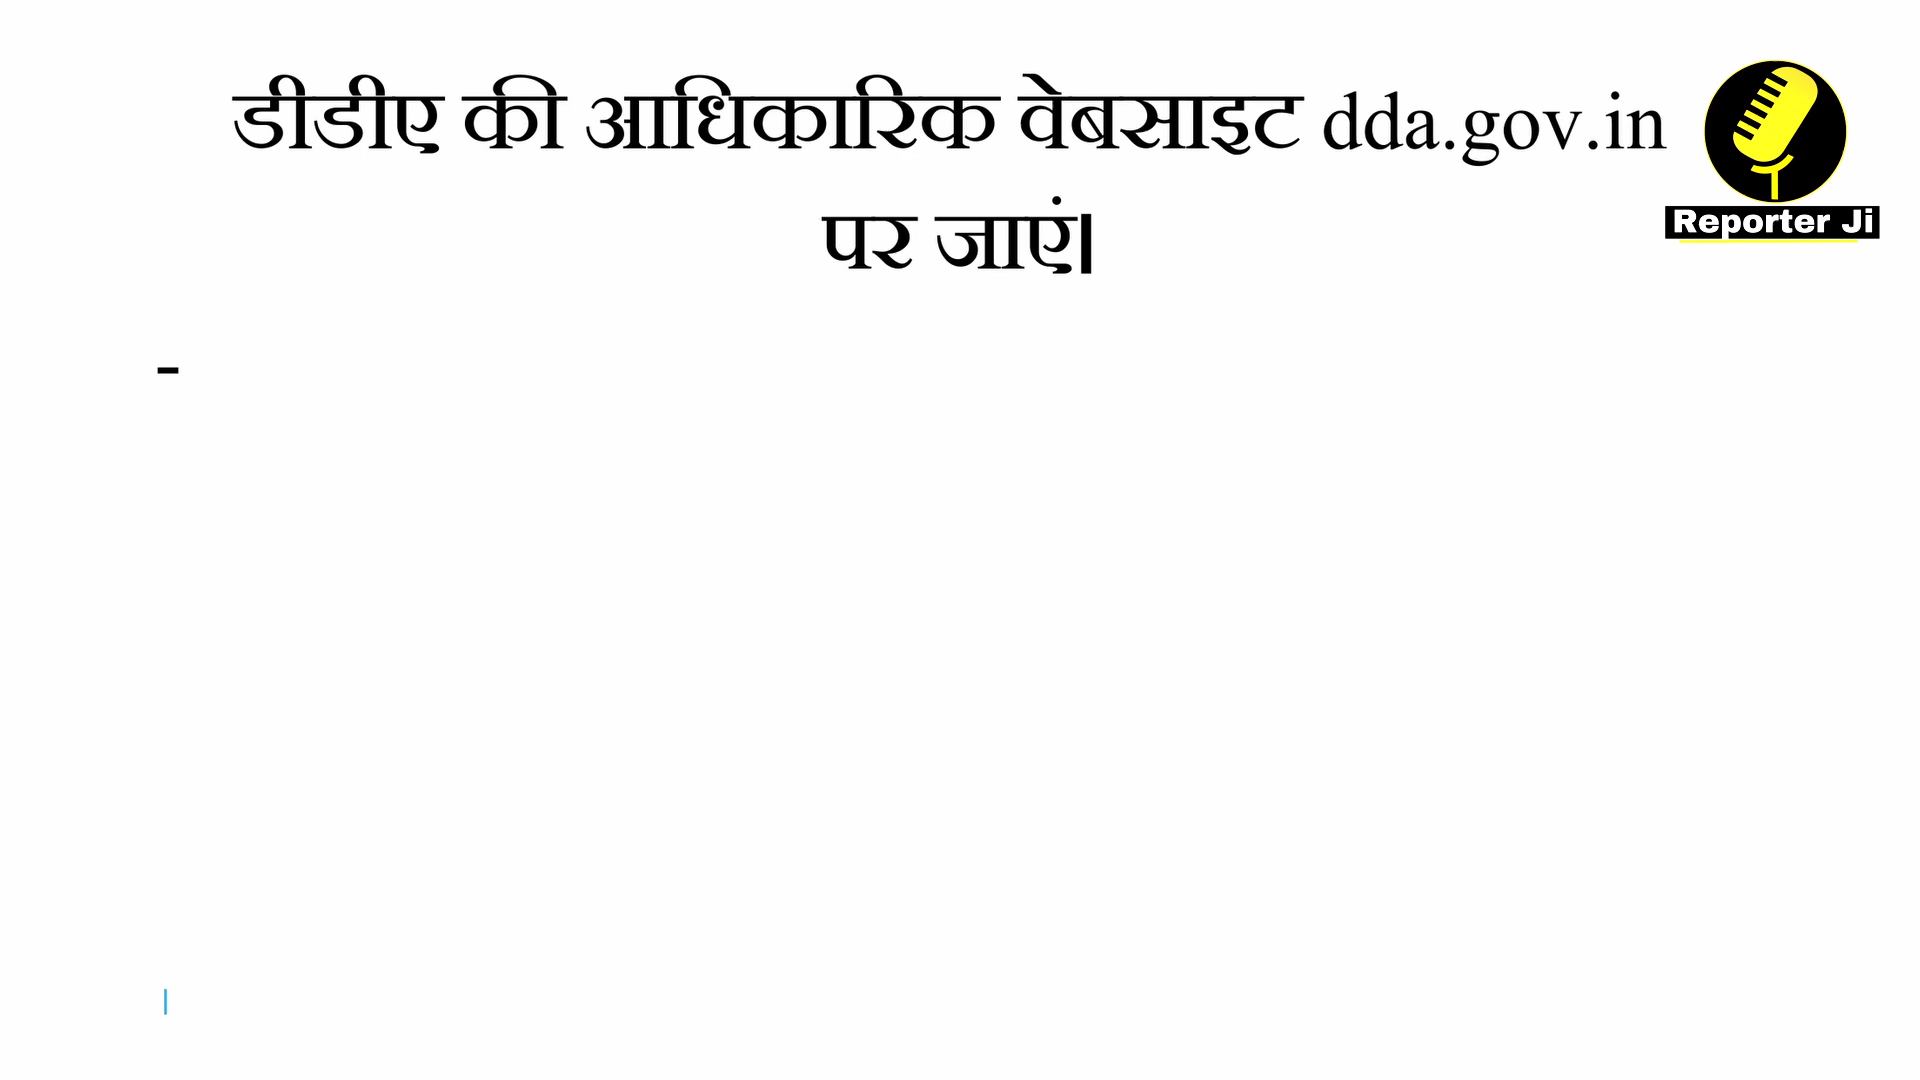 डीडीए की आधिकारिक वेबसाइट dda.gov.in
पर जाएं।
Reporter Ji
-